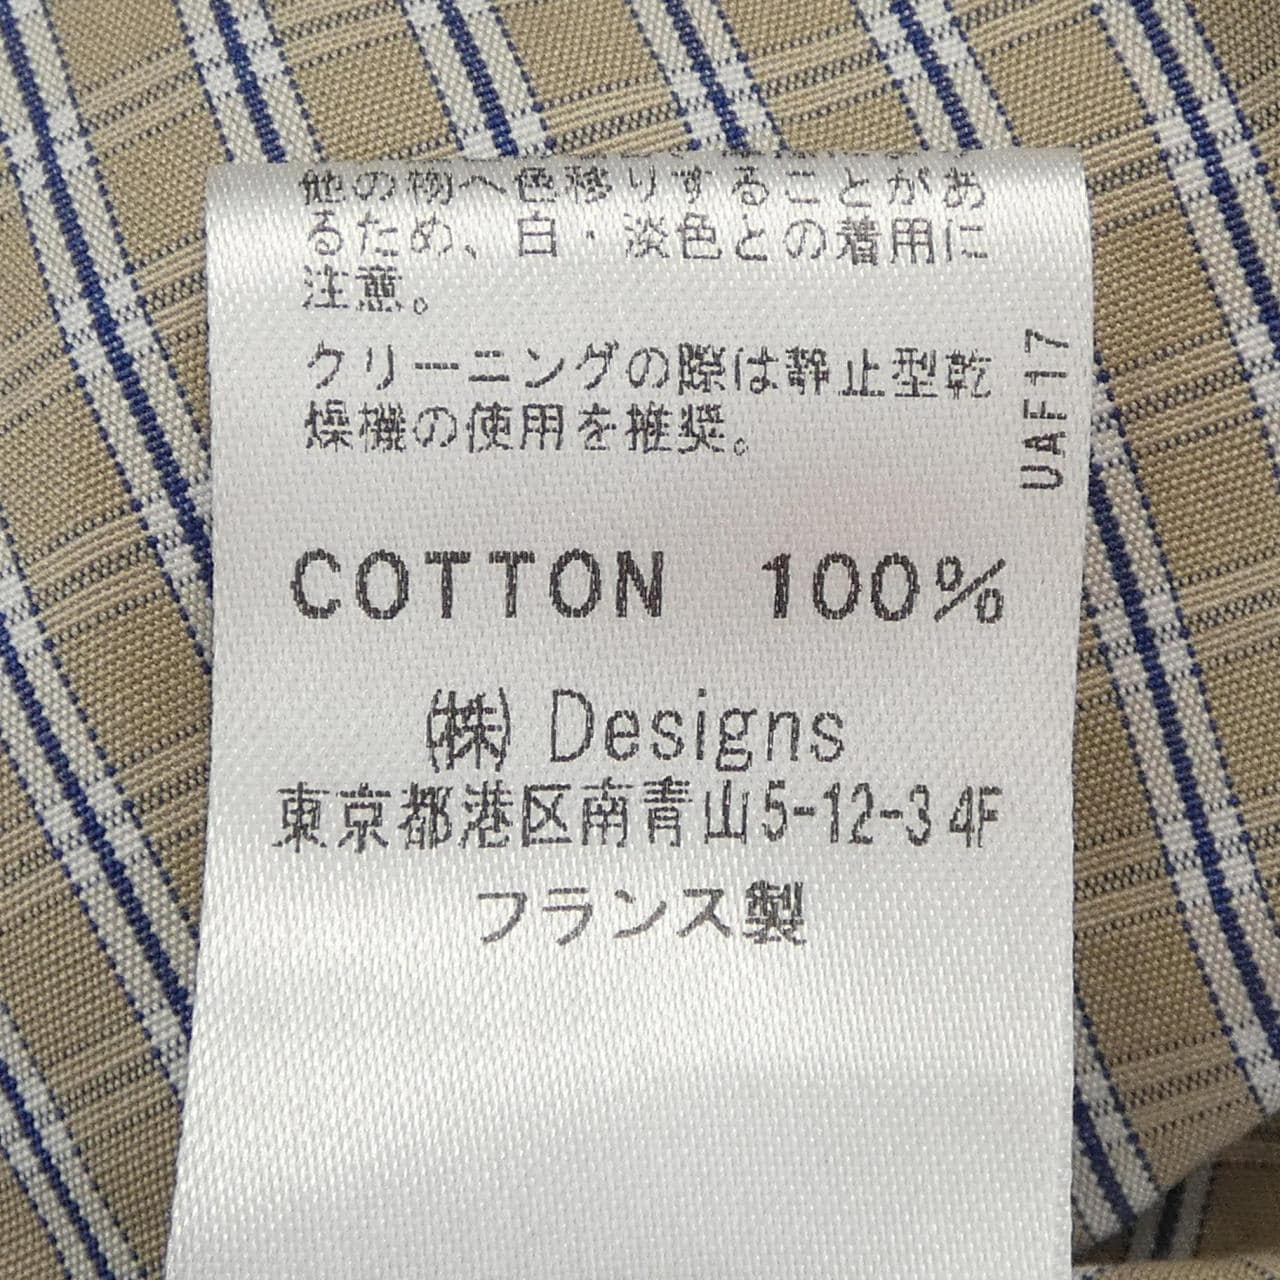 他の物へ色移りすることがあ
るため、白・淡色との着用に
注意。
クリーニングの際は静止型乾
燥機の使用を推奨。
UAF17
COTTON 100%
㈱ Designs
東京都港区南青山5-12-3 4F
フランス製